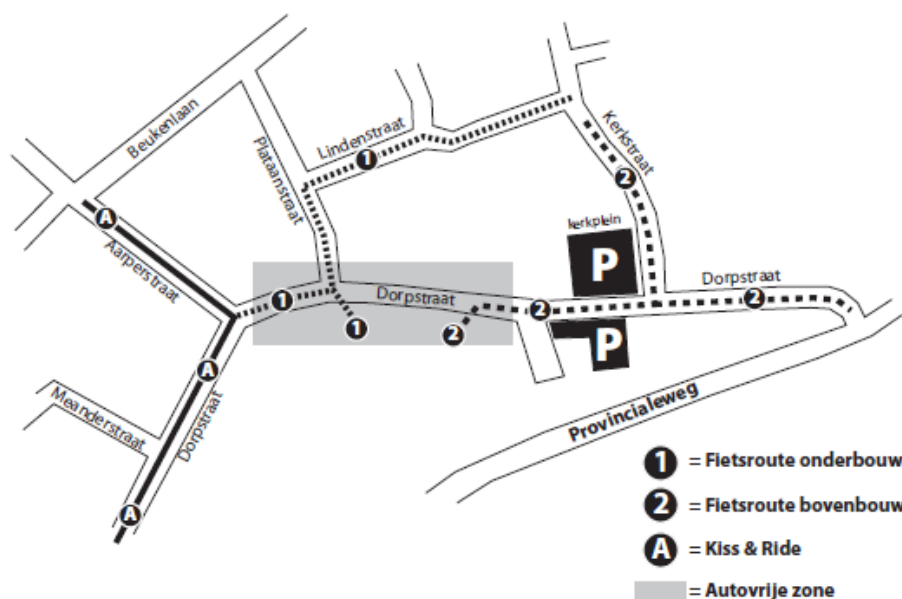 Beukenlaan
Plataanstraat
Lindenstraat
1
Kerkstraat
2
A
Aarperstraat
kerkplein
P
Dorpstraat
2
1
Dorpstraat
2
1
2
P
A
Meanderstraat
Dorpstraat
A
Provincialeweg
1 = Fietsroute onderbouw
2 = Fietsroute bovenbouw
A = Kiss & Ride
= Autovrije zone